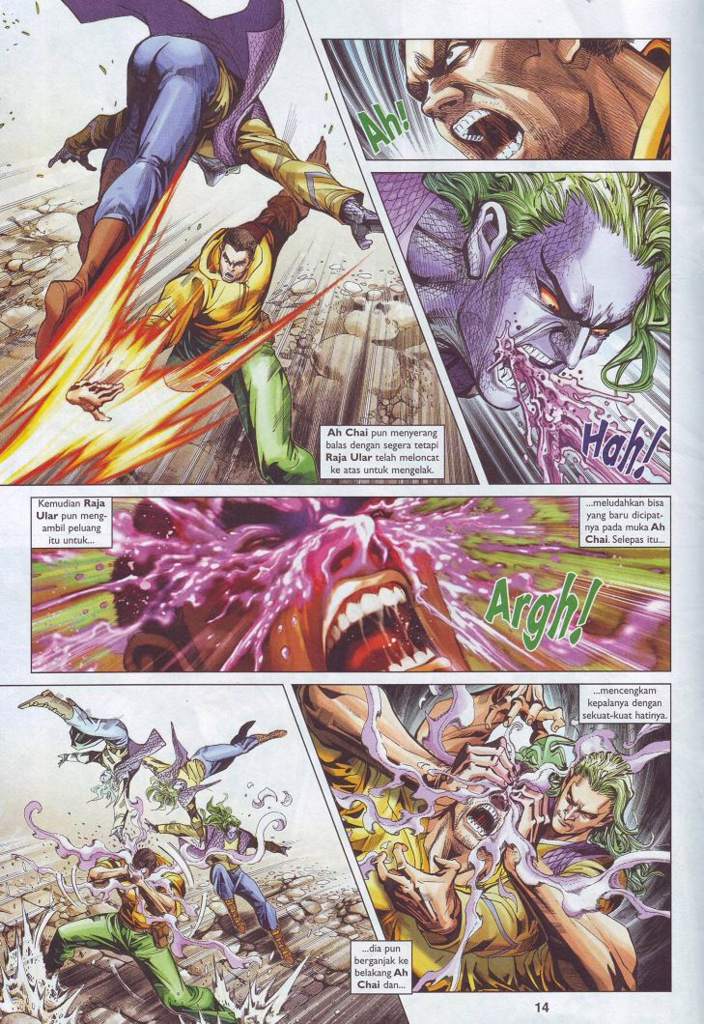 Ah!
Ah Chai pun menyerang
balas dengan segera tetapi
Raja Ular telah meloncat
ke atas untuk mengelak.
Hah!
Kemudian Raja
Ular pun meng-
ambil peluang
itu untuk...
...meludahkan bisa
yang baru dicipat-
nya pada muka Ah
Chai. Selepas itu...
Argh!
...dia pun
berganjak ke
belakang Ah
Chai dan...
...mencengkam
kepalanya dengan
sekuat-kuat hatinya.
14